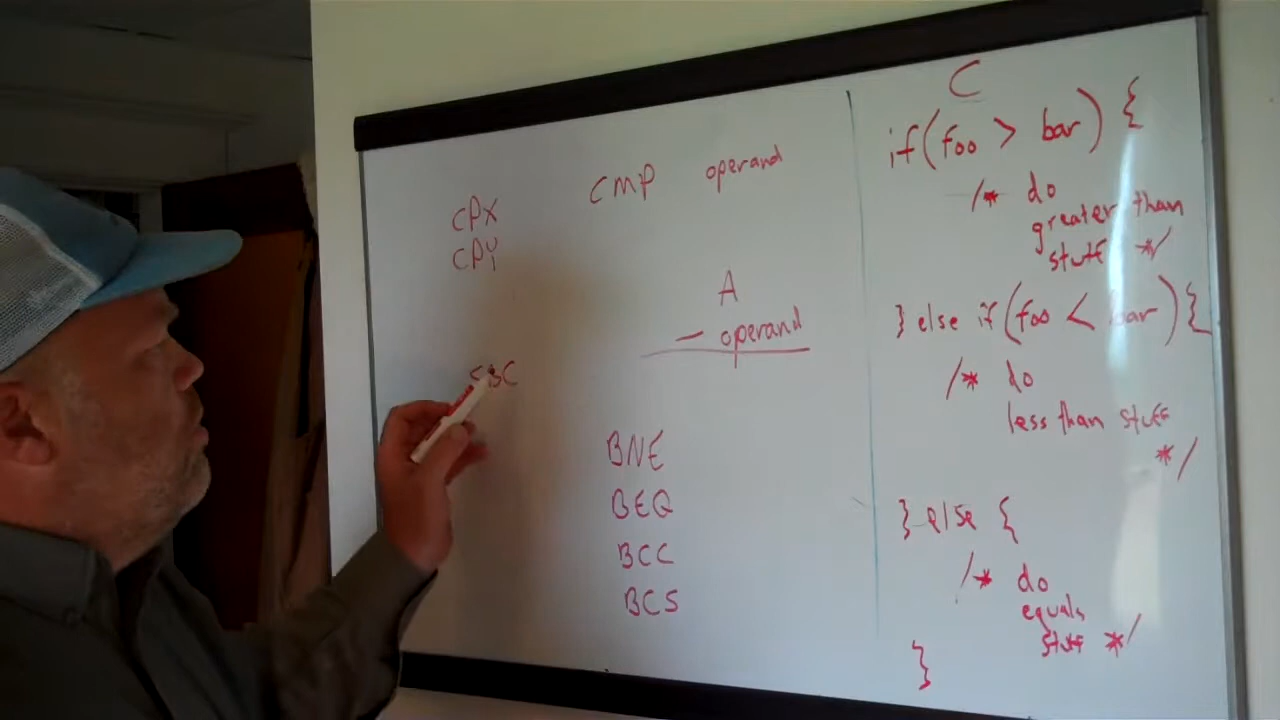 CMP operand
CPX
CPY
A
- operand
SBC
BNE
BEQ
BCC
BCS
C
if(foo > bar) {
/* do
greater than
stuff */
} else if(foo < bar) {
/* do
less than stuff
*/
} else {
/* do
equals
stuff */
}